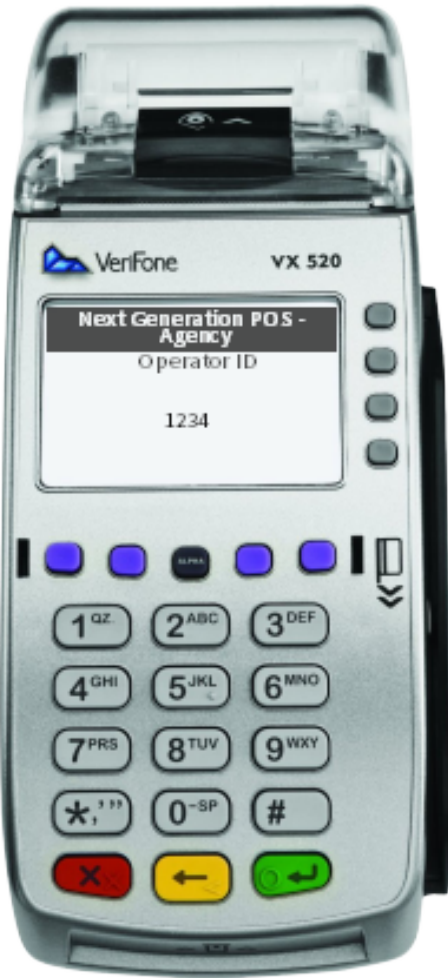 VeriFone VX 520
Next Generation POS -
Agency
Operator ID
1234
ALPHA
1 QZ. 2 ABC 3 DEF
4 GHI 5 JKL 6 MNO
7 PRS 8 TUV 9 WXY
*,'" 0 -SP #